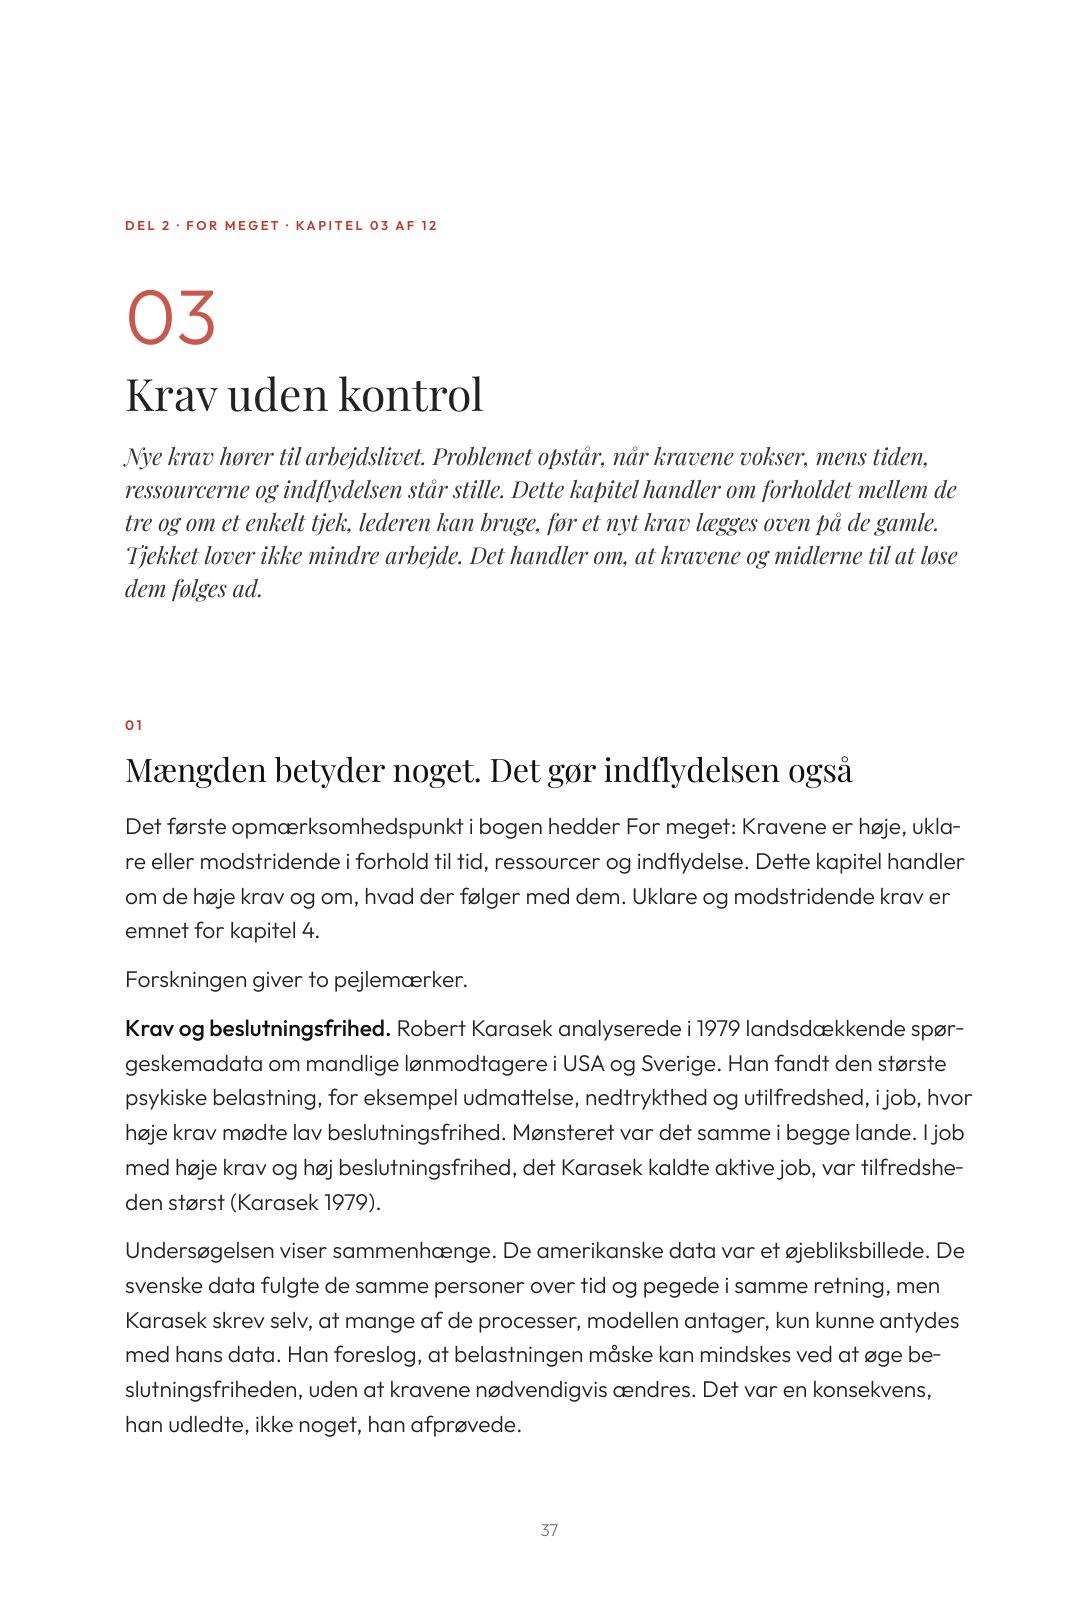 DEL 2 · FOR MEGET · KAPITEL 03 AF 12
03
Krav uden kontrol
Nye krav hører til arbejdslivet. Problemet opstår, når kravene vokser, mens tiden,
ressourcerne og indflydelsen står stille. Dette kapitel handler om forholdet mellem de
tre og om et enkelt tjek, lederen kan bruge, før et nyt krav lægges oven på de gamle.
Tjekket lover ikke mindre arbejde. Det handler om, at kravene og midlerne til at løse
dem følges ad.
01
Mængden betyder noget. Det gør indflydelsen også
Det første opmærksomhedspunkt i bogen hedder For meget: Kravene er høje, ukla-
re eller modstridende i forhold til tid, ressourcer og indflydelse. Dette kapitel handler
om de høje krav og om, hvad der følger med dem. Uklare og modstridende krav er
emnet for kapitel 4.
Forskningen giver to pejlemærker.
Krav og beslutningsfrihed. Robert Karasek analyserede i 1979 landsdækkende spør-
geskemadata om mandlige lønmodtagere i USA og Sverige. Han fandt den største
psykiske belastning, for eksempel udmattelse, nedtrykthed og utilfredshed, i job, hvor
høje krav mødte lav beslutningsfrihed. Mønsteret var det samme i begge lande. I job
med høje krav og høj beslutningsfrihed, det Karasek kaldte aktive job, var tilfredshe-
den størst (Karasek 1979).
Undersøgelsen viser sammenhænge. De amerikanske data var et øjebliksbillede. De
svenske data fulgte de samme personer over tid og pegede i samme retning, men
Karasek skrev selv, at mange af de processer, modellen antager, kun kunne antydes
med hans data. Han foreslog, at belastningen måske kan mindskes ved at øge be-
slutningsfriheden, uden at kravene nødvendigvis ændres. Det var en konsekvens,
han udledte, ikke noget, han afprøvede.
37